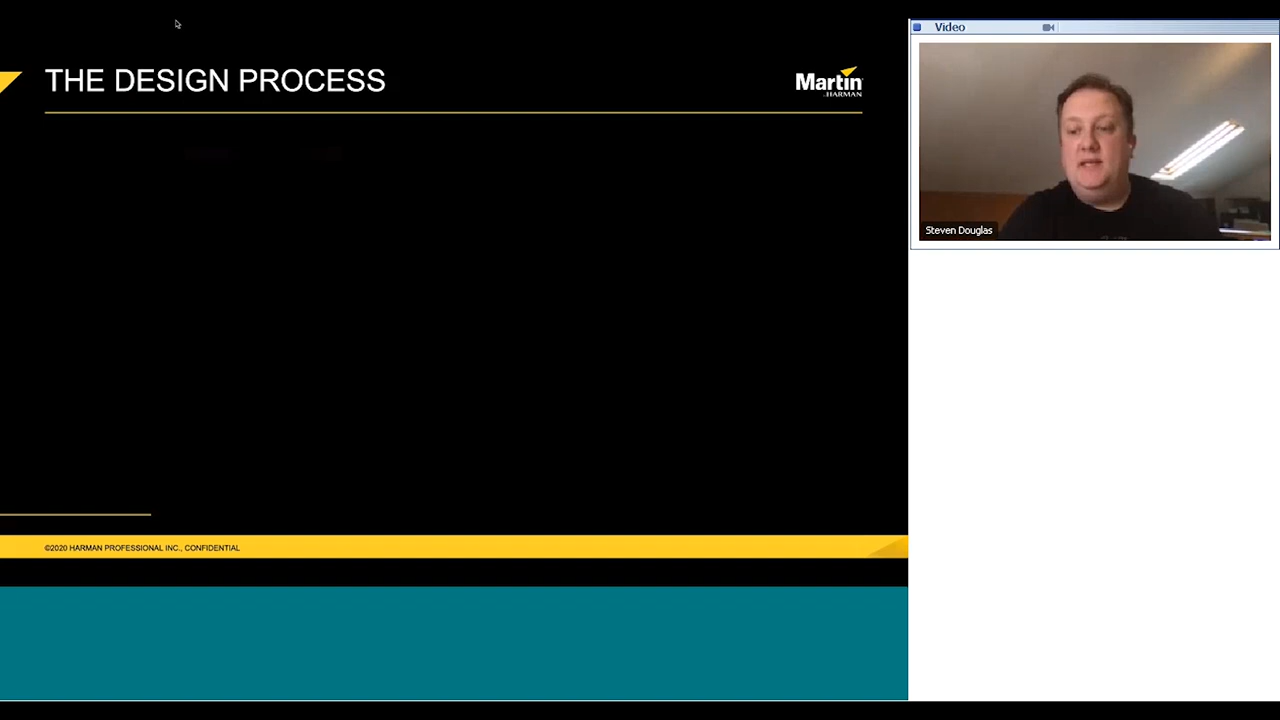 THE DESIGN PROCESS
Martin
HARMAN
©2020 HARMAN PROFESSIONAL INC., CONFIDENTIAL
Video
Steven Douglas